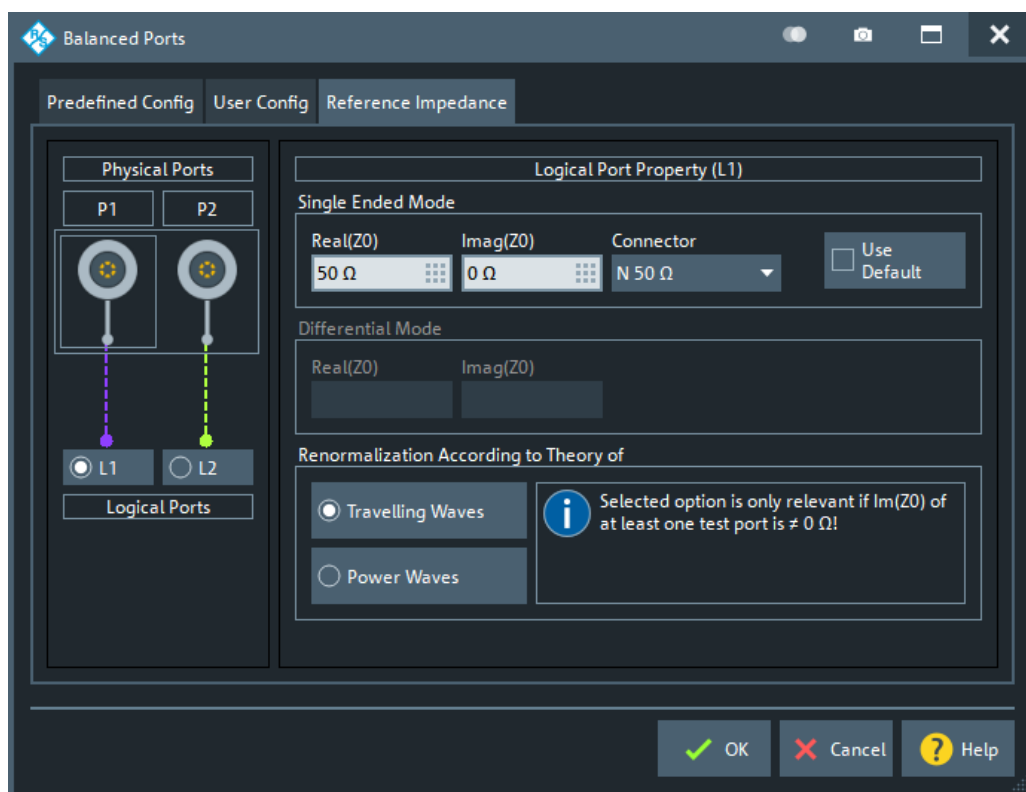 R&S Balanced Ports
Predefined Config User Config Reference Impedance
Physical Ports
P1 P2
L1 L2
Logical Ports
Logical Port Property (L1)
Single Ended Mode
Real(Z0) Imag(Z0) Connector
50 Ω 0 Ω N 50 Ω
Use
Default
Differential Mode
Real(Z0) Imag(Z0)
Renormalization According to Theory of
Travelling Waves
Power Waves
i
Selected option is only relevant if Im(Z0) of
at least one test port is ≠ 0 Ω!
OK Cancel ? Help